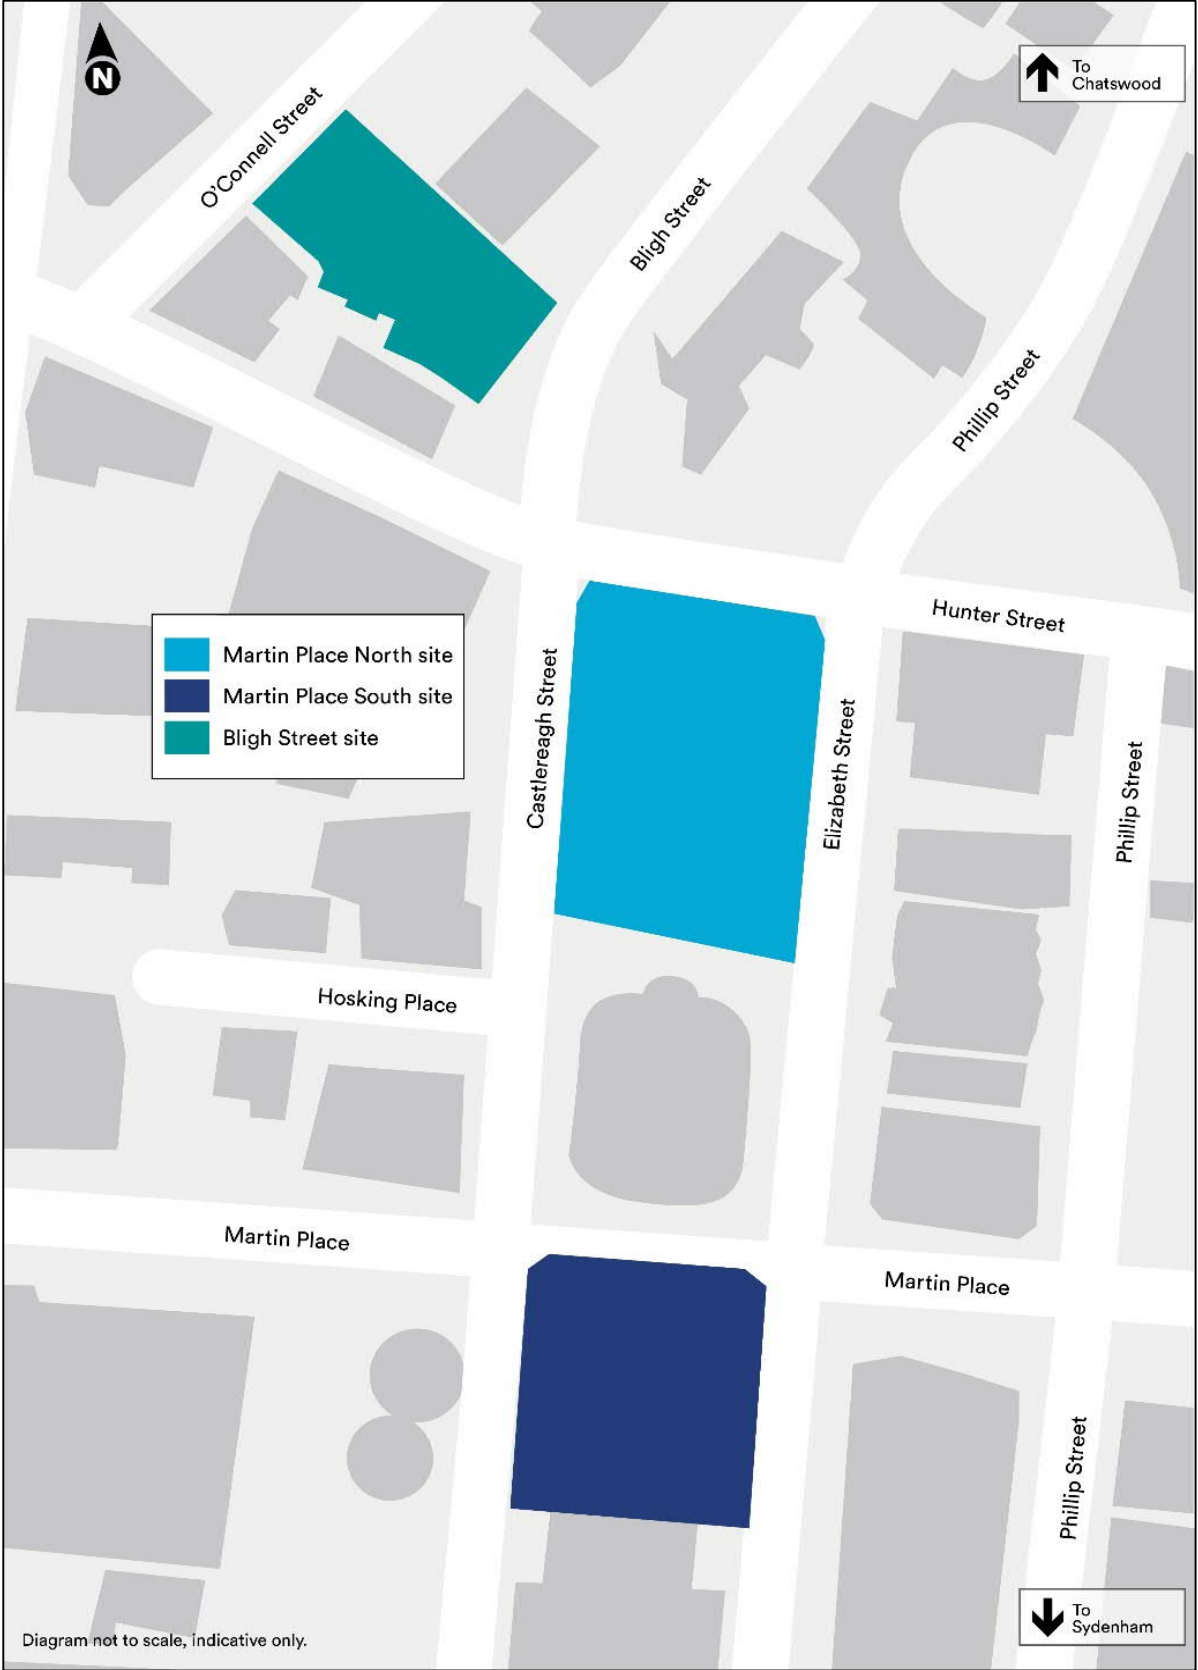 N
To
Chatswood
O'Connell Street
Bligh Street
Phillip Street
Hunter Street
Martin Place North site
Martin Place South site
Bligh Street site
Castlereagh Street
Elizabeth Street
Phillip Street
Hosking Place
Martin Place
Martin Place
Phillip Street
To
Sydenham
Diagram not to scale, indicative only.